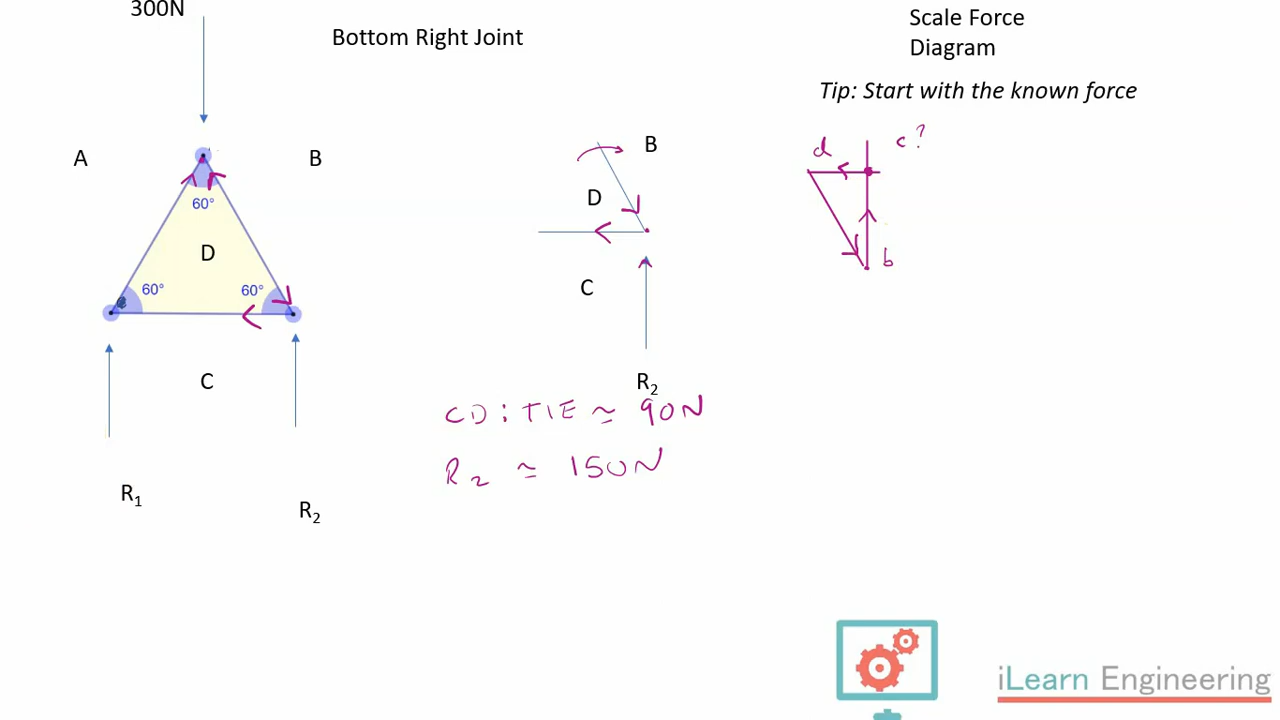 300N
Bottom Right Joint
Scale Force
Diagram
Tip: Start with the known force
A
B
60°
D
60°
60°
C
R1
R2
B
D
C
R2
CD : TIE ≃ 90N
R2 ≃ 150N
d
c?
b
iLearn Engineering